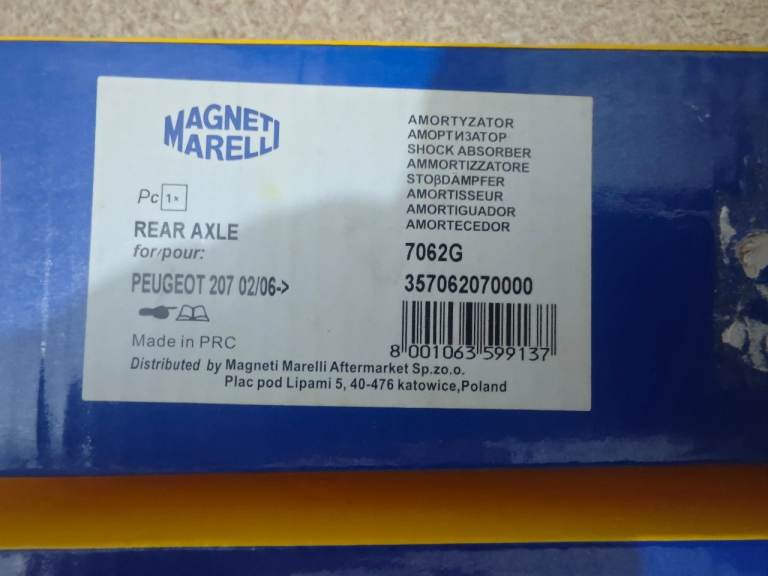 MAGNETI
MARELLI
Pc 1×
REAR AXLE
for/pour:
PEUGEOT 207 02/06->
Made in PRC
Distributed by Magneti Marelli Aftermarket Sp.zo.o.
Plac pod Lipami 5, 40-476 katowice,Poland
AMORTYZATOR
АМОРТИЗАТОР
SHOCK ABSORBER
AMMORTIZZATORE
STOβDÄMPFER
AMORTISSEUR
AMORTIGUADOR
AMORTECEDOR
7062G
357062070000
8 001063 599137